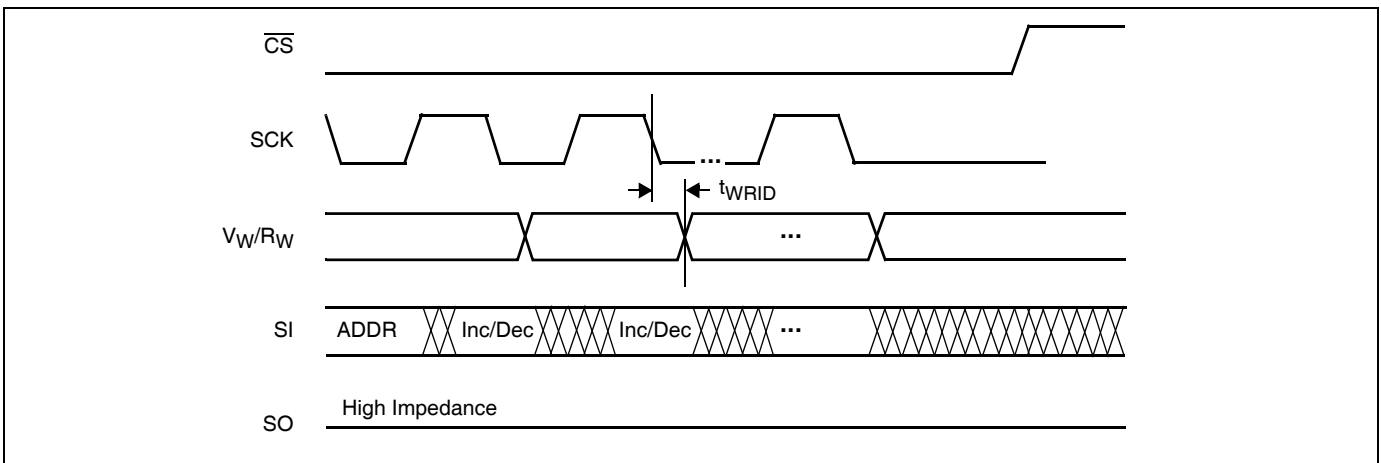 CS
SCK
...
tWRID
VW/RW
...
SI ADDR Inc/Dec Inc/Dec ...
High Impedance
SO